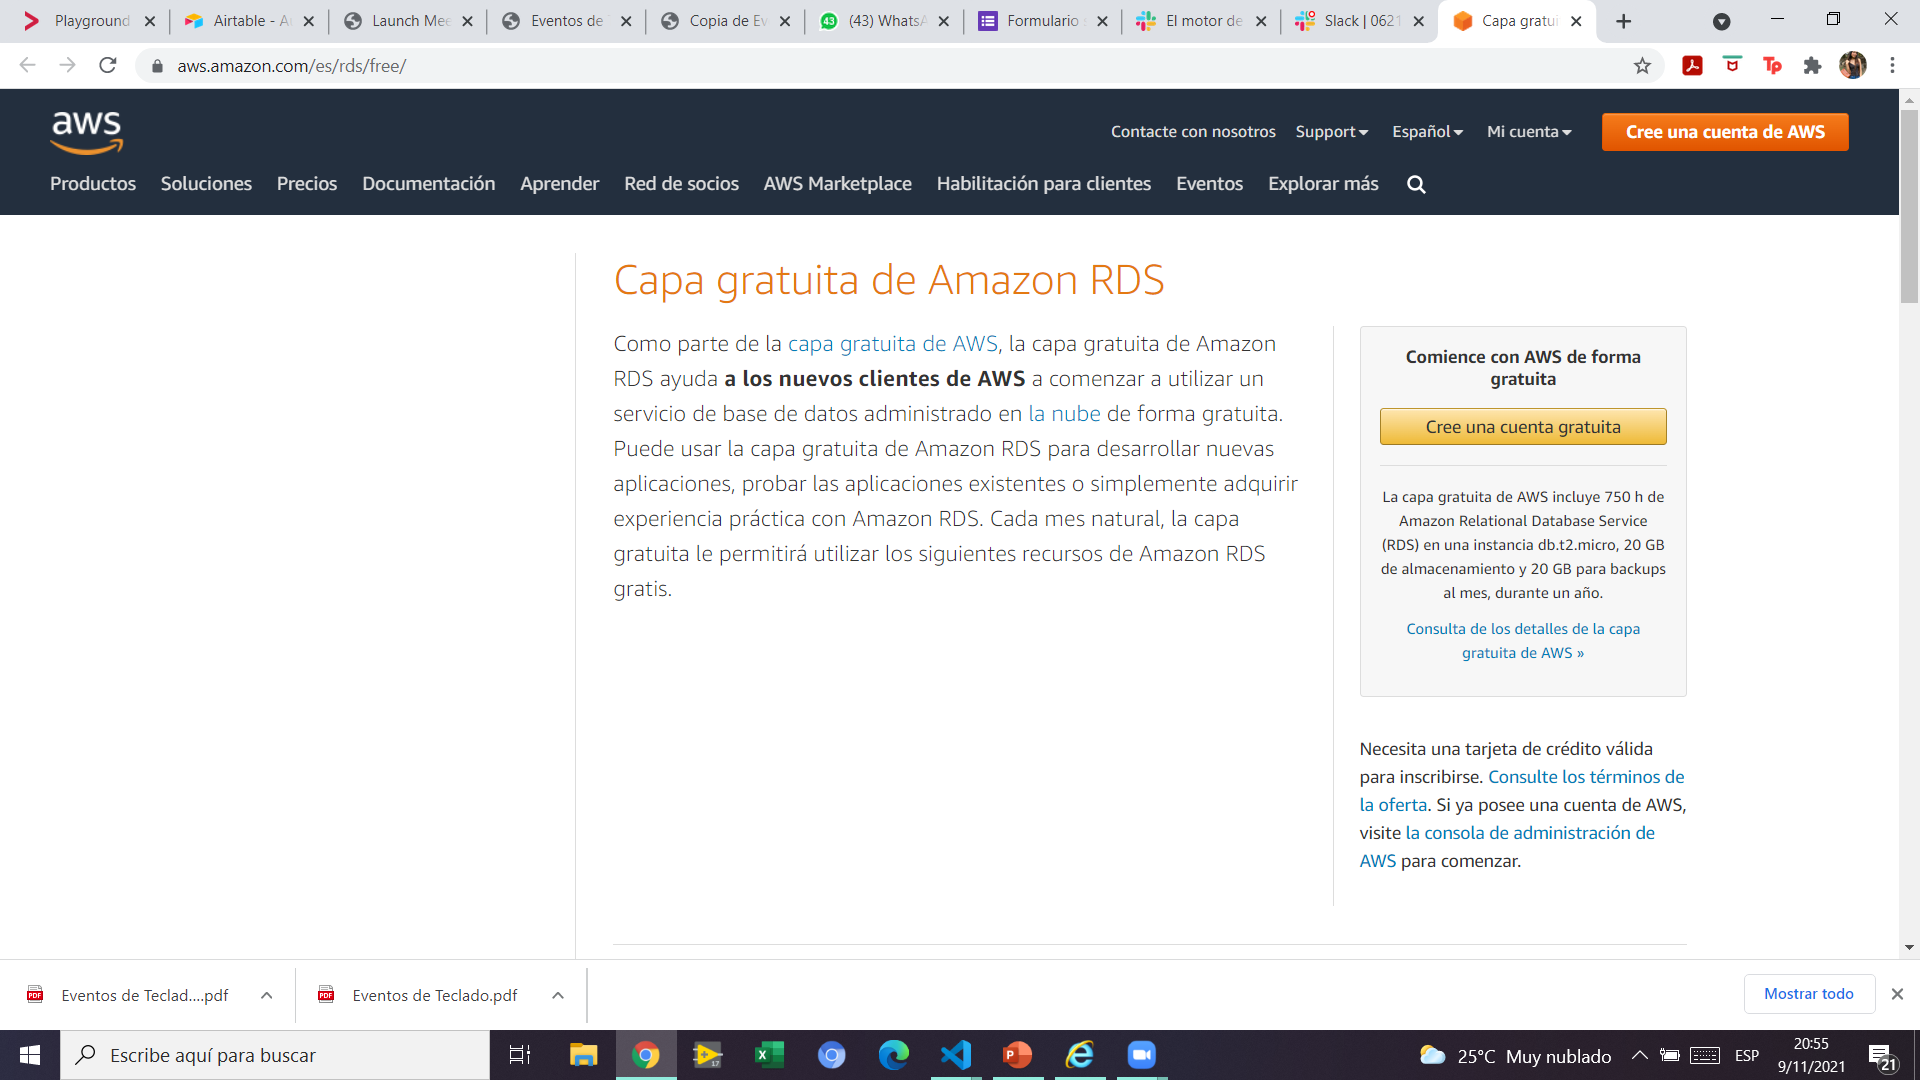 Playground
Airtable - Au
Launch Mee
Eventos de T
Copia de Ev
(43) WhatsA
Formulario s
El motor de
Slack | 0621
Capa gratui
aws.amazon.com/es/rds/free/
aws
Contacte con nosotros
Support
Español
Mi cuenta
Cree una cuenta de AWS
Productos
Soluciones
Precios
Documentación
Aprender
Red de socios
AWS Marketplace
Habilitación para clientes
Eventos
Explorar más
Capa gratuita de Amazon RDS
Como parte de la capa gratuita de AWS, la capa gratuita de Amazon
RDS ayuda a los nuevos clientes de AWS a comenzar a utilizar un
servicio de base de datos administrado en la nube de forma gratuita.
Puede usar la capa gratuita de Amazon RDS para desarrollar nuevas
aplicaciones, probar las aplicaciones existentes o simplemente adquirir
experiencia práctica con Amazon RDS. Cada mes natural, la capa
gratuita le permitirá utilizar los siguientes recursos de Amazon RDS
gratis.
Comience con AWS de forma
gratuita
Cree una cuenta gratuita
La capa gratuita de AWS incluye 750 h de
Amazon Relational Database Service
(RDS) en una instancia db.t2.micro, 20 GB
de almacenamiento y 20 GB para backups
al mes, durante un año.
Consulta de los detalles de la capa
gratuita de AWS »
Necesita una tarjeta de crédito válida
para inscribirse. Consulte los términos de
la oferta. Si ya posee una cuenta de AWS,
visite la consola de administración de
AWS para comenzar.
Eventos de Teclad....pdf
Eventos de Teclado.pdf
Mostrar todo
Escribe aquí para buscar
25°C Muy nublado
ESP
20:55
9/11/2021
21